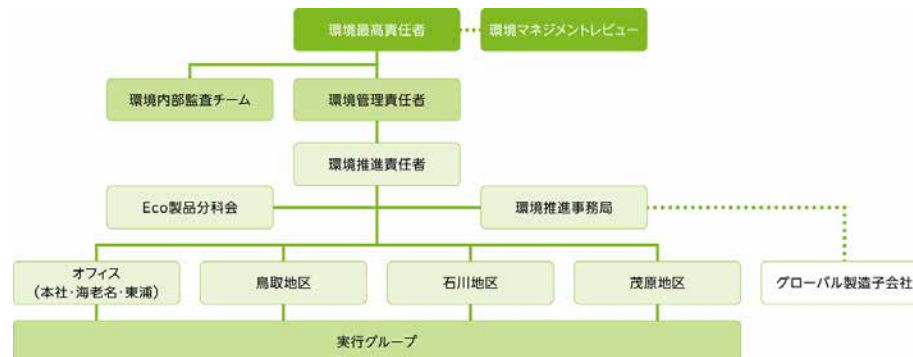 環境最高責任者
環境マネジメントレビュー
環境内部監査チーム
環境管理責任者
環境推進責任者
Eco製品分科会
環境推進事務局
オフィス
(本社・海老名・東浦)
鳥取地区
石川地区
茂原地区
グローバル製造子会社
実行グループ